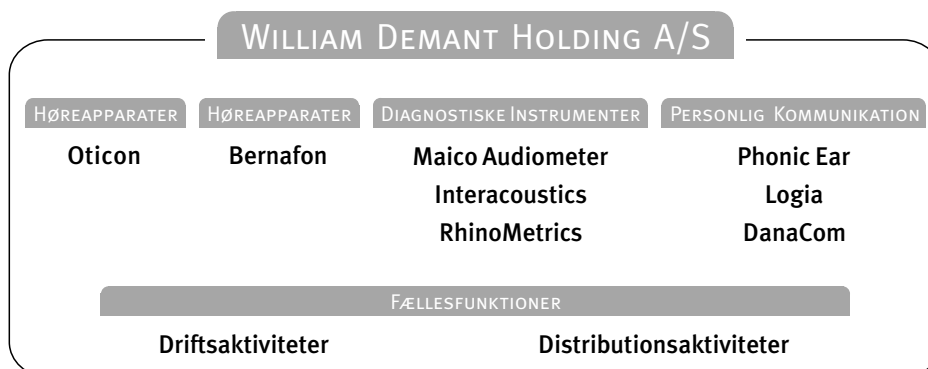 William Demant Holding A/S
Høreapparater
Oticon
Høreapparater
Bernafon
Diagnostiske Instrumenter
Maico Audiometer
Interacoustics
RhinoMetrics
Personlig Kommunikation
Phonic Ear
Logia
DanaCom
Fællesfunktioner
Driftsaktiviteter
Distributionsaktiviteter